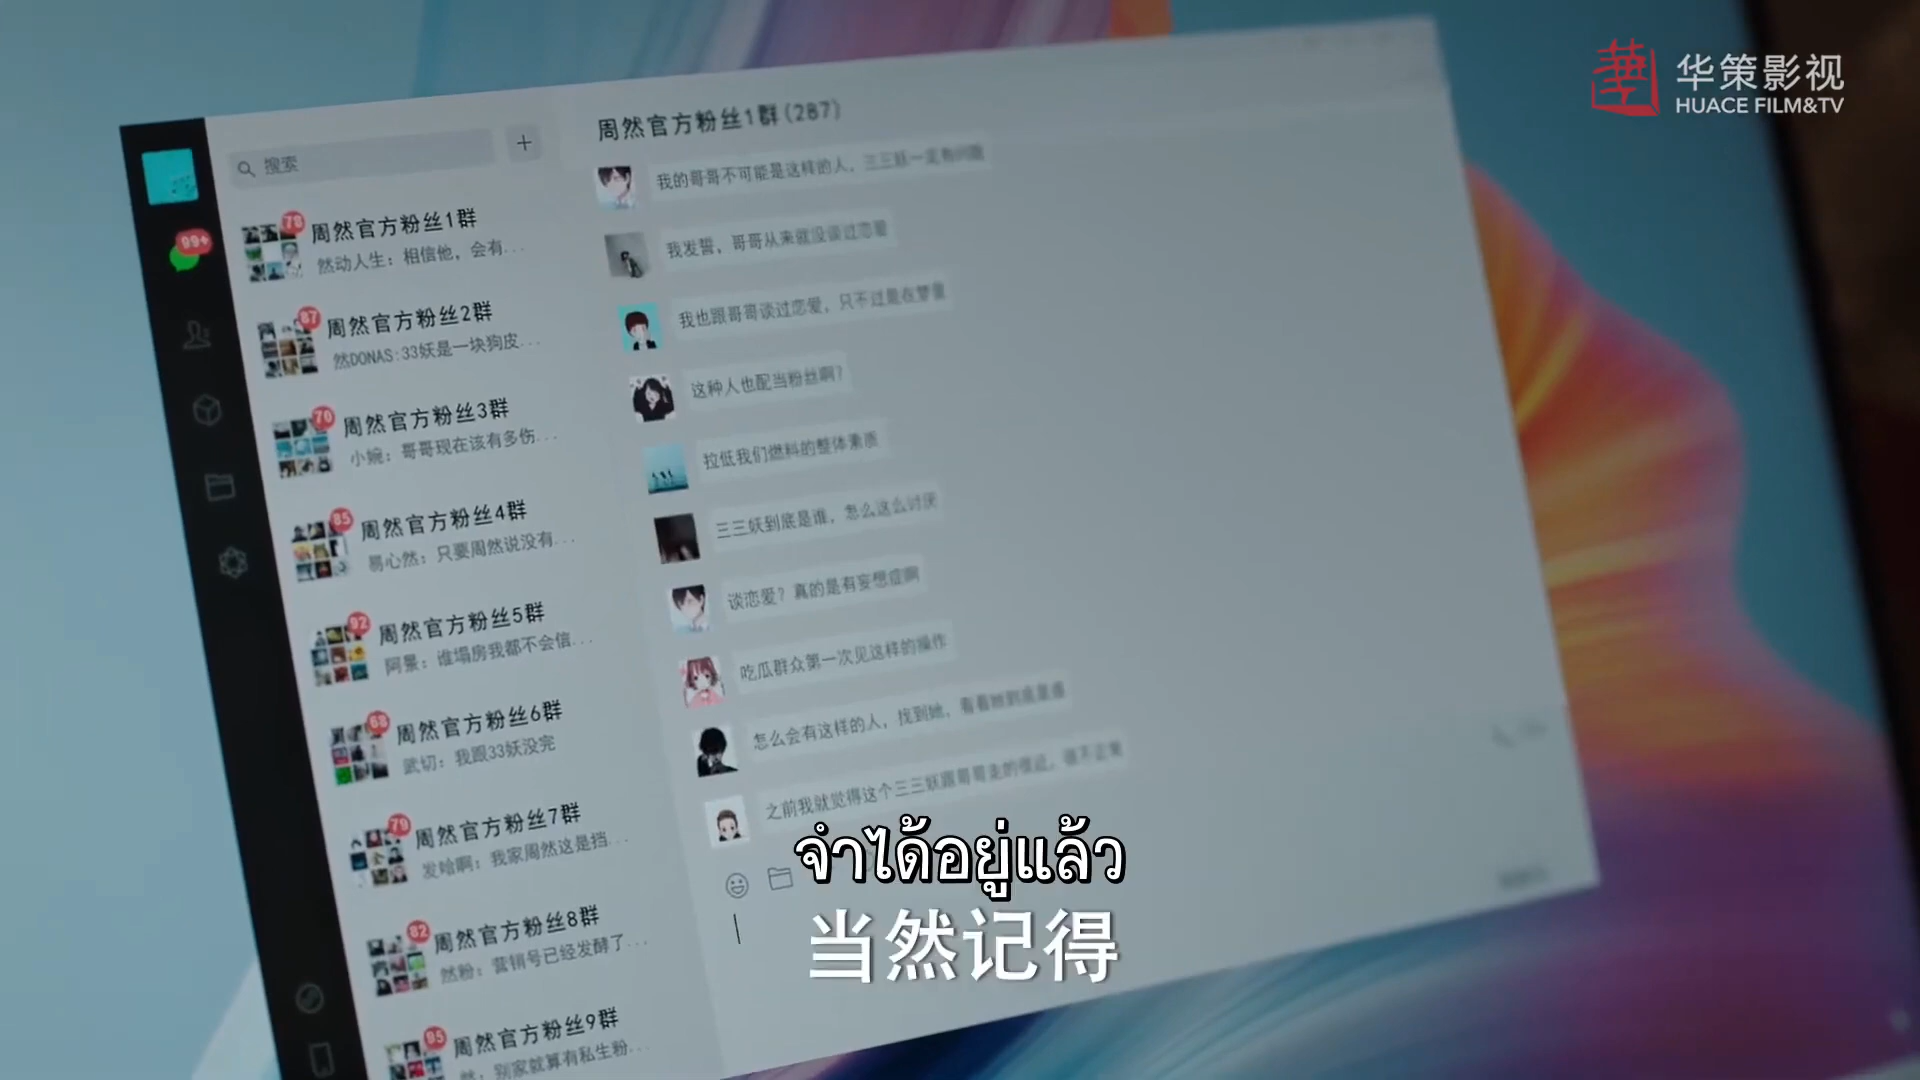 华策影视
HUACE FILM&TV
搜索
周然官方粉丝1群(287)
99+
78
周然官方粉丝1群
然动人生：相信他，会有...
87
周然官方粉丝2群
然DONAS:33妖是一块狗皮...
70
周然官方粉丝3群
小婉：哥哥现在该有多伤...
85
周然官方粉丝4群
易心然：只要周然说没有...
92
周然官方粉丝5群
阿景：谁塌房我都不会信...
68
周然官方粉丝6群
武切：我跟33妖没完
79
周然官方粉丝7群
发哈啊：我家周然这是挡...
82
周然官方粉丝8群
然粉：营销号已经发酵了...
95
周然官方粉丝9群
然：别家就算有私生粉...
我的哥哥不可能是这样的人，三三妖一定有问题
我发誓，哥哥从来就没谈过恋爱
我也跟哥哥谈过恋爱，只不过是在梦里
这种人也配当粉丝啊？
拉低我们燃料的整体素质
三三妖到底是谁，怎么这么讨厌
谈恋爱？真的是有妄想症啊
吃瓜群众第一次见这样的操作
怎么会有这样的人，找到她，看看她到底是谁
之前我就觉得这个三三妖跟哥哥走的很近，很不正常
จำได้อยู่แล้ว
当然记得